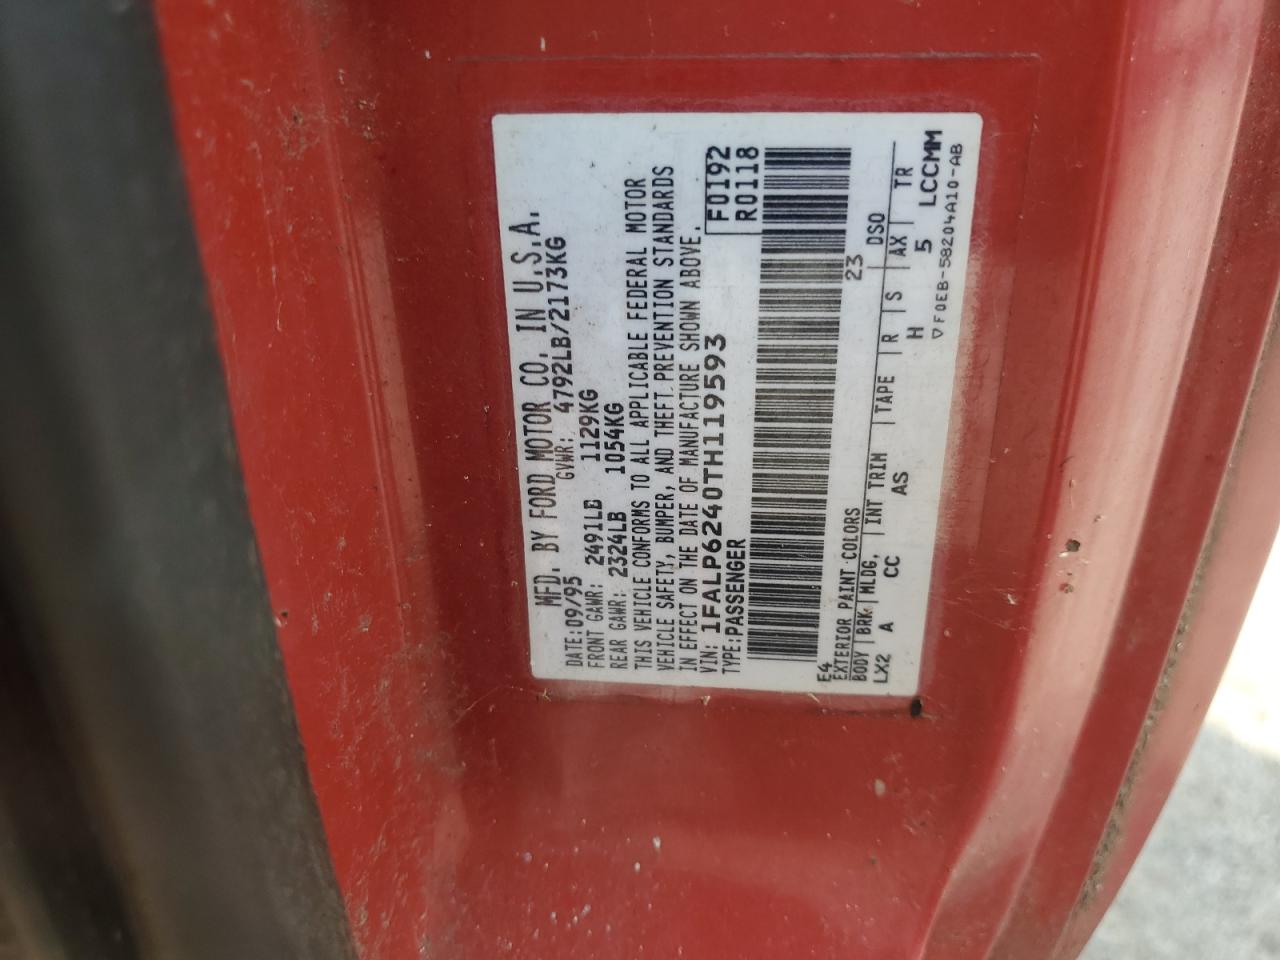 MFD. BY FORD MOTOR CO. IN U.S.A.
DATE: 09/95 GVWR: 4792LB/2173KG
FRONT GAWR: 2491LB 1129KG
REAR GAWR: 2324LB 1054KG
THIS VEHICLE CONFORMS TO ALL APPLICABLE FEDERAL MOTOR
VEHICLE SAFETY, BUMPER, AND THEFT PREVENTION STANDARDS
IN EFFECT ON THE DATE OF MANUFACTURE SHOWN ABOVE.
VIN: 1FALP6240TH119593 F0192
TYPE: PASSENGER R0118
E4 23
EXTERIOR PAINT COLORS DSO
BODY BRK MLDG. INT TRIM TAPE R S AX TR
LX2 A CC AS H 5 LCCMM
▽ F0EB-58204A10-AB